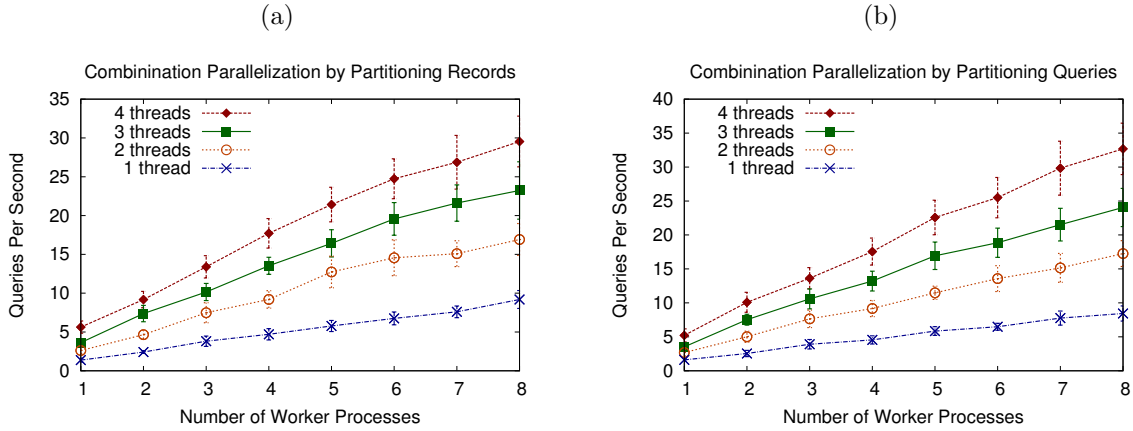 (a)
Combinination Parallelization by Partitioning Records
35
30
25
20
15
10
5
0
Queries Per Second
4 threads
3 threads
2 threads
1 thread
1 2 3 4 5 6 7 8
Number of Worker Processes
(b)
Combinination Parallelization by Partitioning Queries
40
35
30
25
20
15
10
5
0
Queries Per Second
4 threads
3 threads
2 threads
1 thread
1 2 3 4 5 6 7 8
Number of Worker Processes